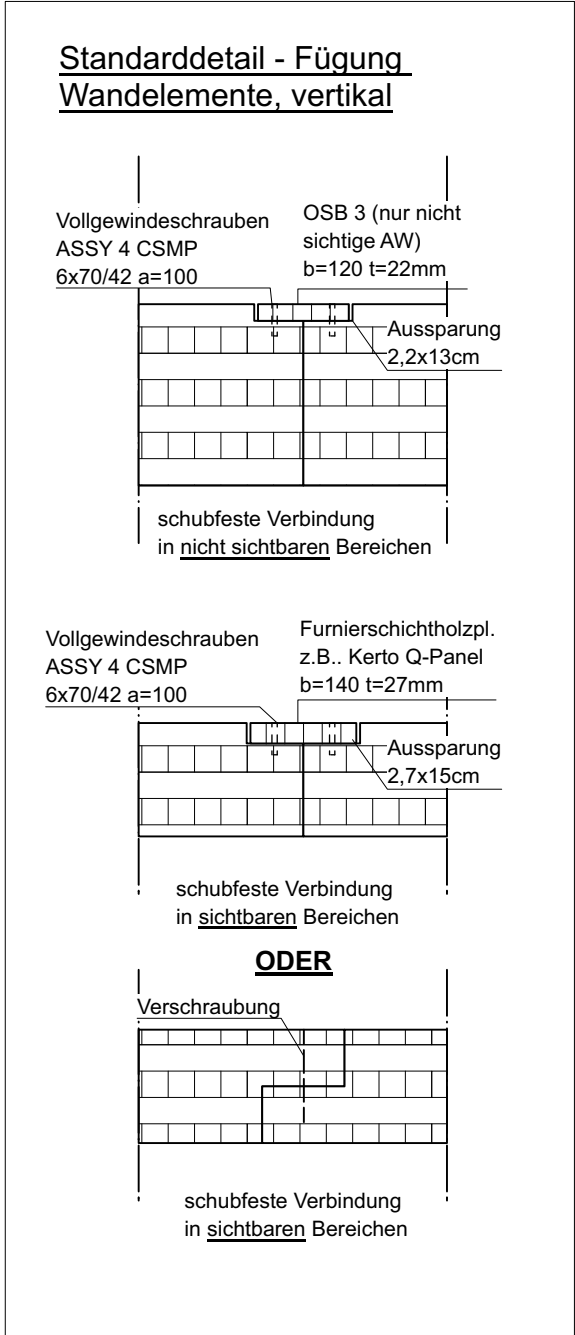 Standarddetail - Fügung
Wandelemente, vertikal
Vollgewindeschrauben
ASSY 4 CSMP
6x70/42 a=100
OSB 3 (nur nicht
sichtige AW)
b=120 t=22mm
Aussparung
2,2x13cm
schubfeste Verbindung
in nicht sichtbaren Bereichen
Vollgewindeschrauben
ASSY 4 CSMP
6x70/42 a=100
Furnierschichtholzpl.
z.B.. Kerto Q-Panel
b=140 t=27mm
Aussparung
2,7x15cm
schubfeste Verbindung
in sichtbaren Bereichen
ODER
Verschraubung
schubfeste Verbindung
in sichtbaren Bereichen